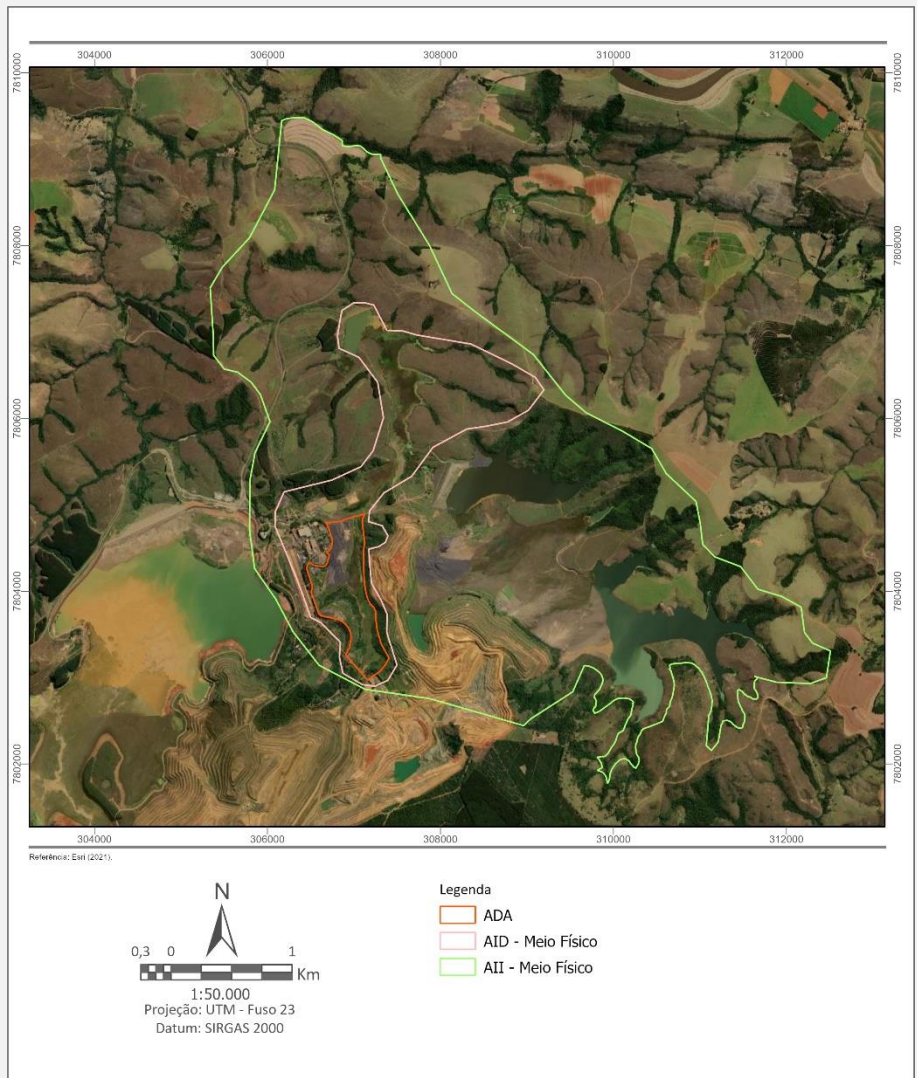 304000 306000 308000 310000 312000
7810000 7810000
7808000 7808000
7806000 7806000
7804000 7804000
7802000 7802000
304000 306000 308000 310000 312000
Referência: Esri (2021).
N
0,3 0 1
Km
1:50.000
Projeção: UTM - Fuso 23
Datum: SIRGAS 2000
Legenda
ADA
AID - Meio Físico
AII - Meio Físico